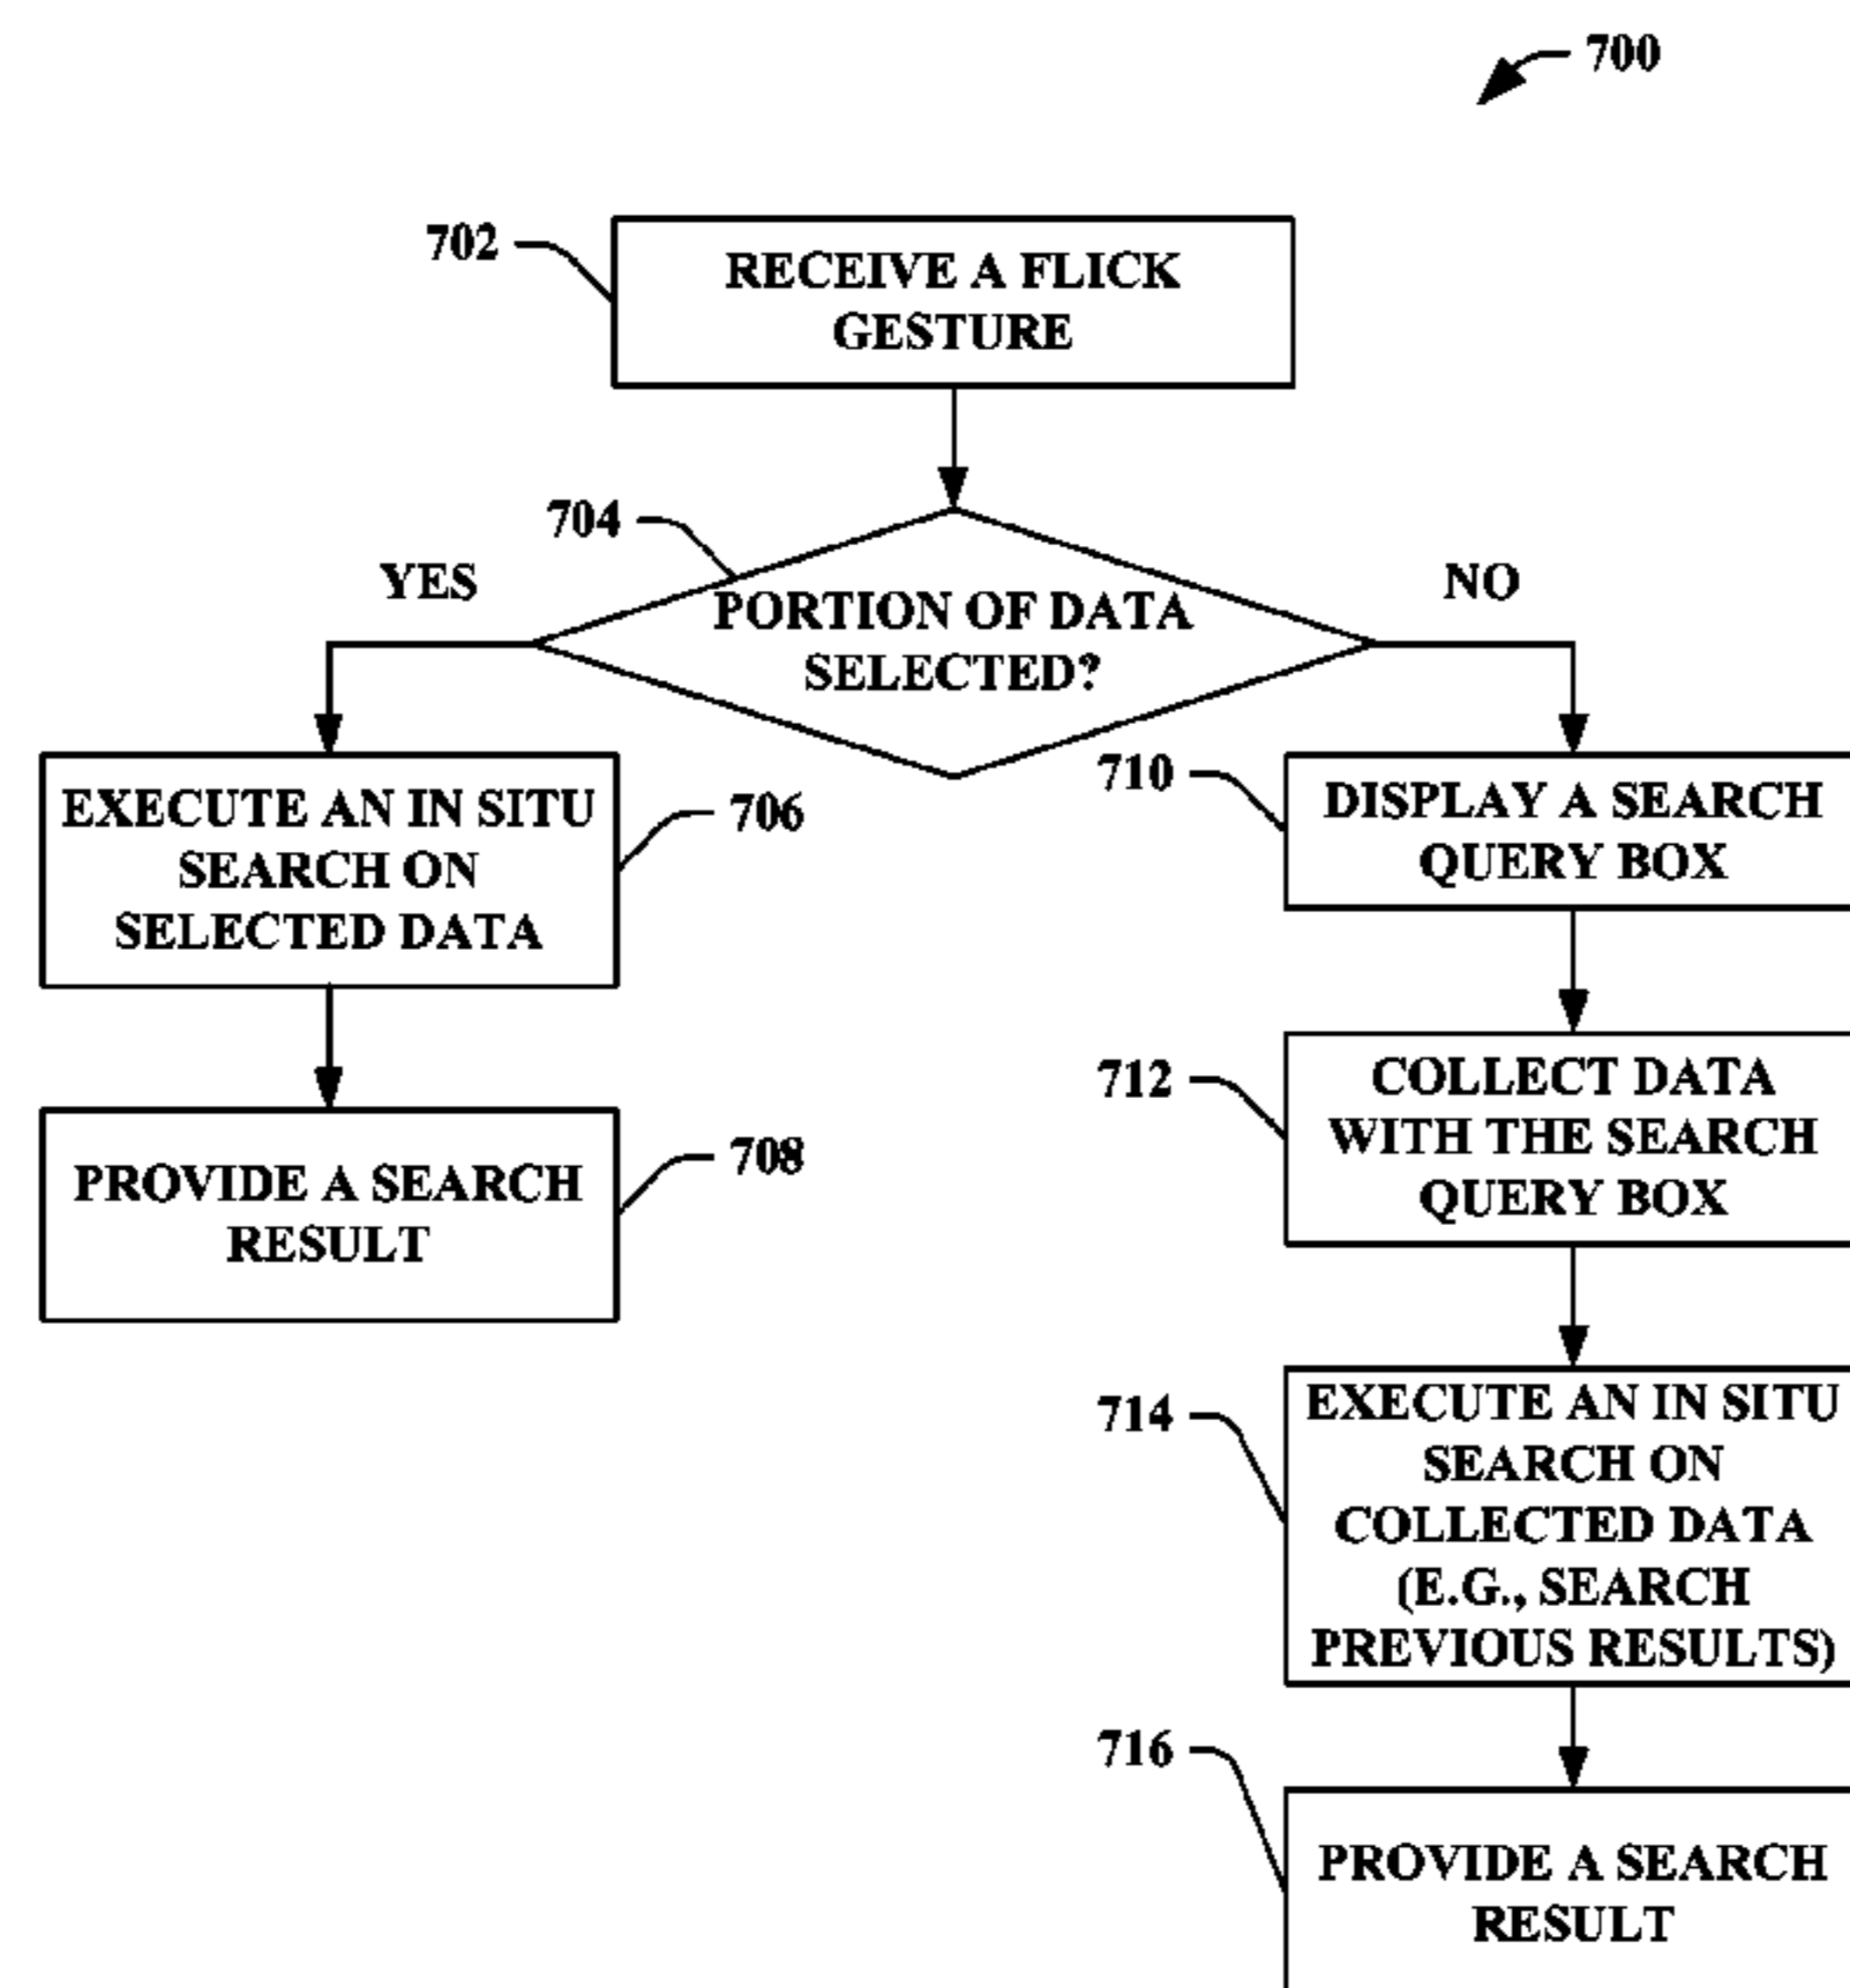 700
702
RECEIVE A FLICK
GESTURE
704
YES
NO
PORTION OF DATA
SELECTED?
EXECUTE AN IN SITU
SEARCH ON
SELECTED DATA
706
710
DISPLAY A SEARCH
QUERY BOX
PROVIDE A SEARCH
RESULT
708
712
COLLECT DATA
WITH THE SEARCH
QUERY BOX
714
EXECUTE AN IN SITU
SEARCH ON
COLLECTED DATA
(E.G., SEARCH
PREVIOUS RESULTS)
716
PROVIDE A SEARCH
RESULT